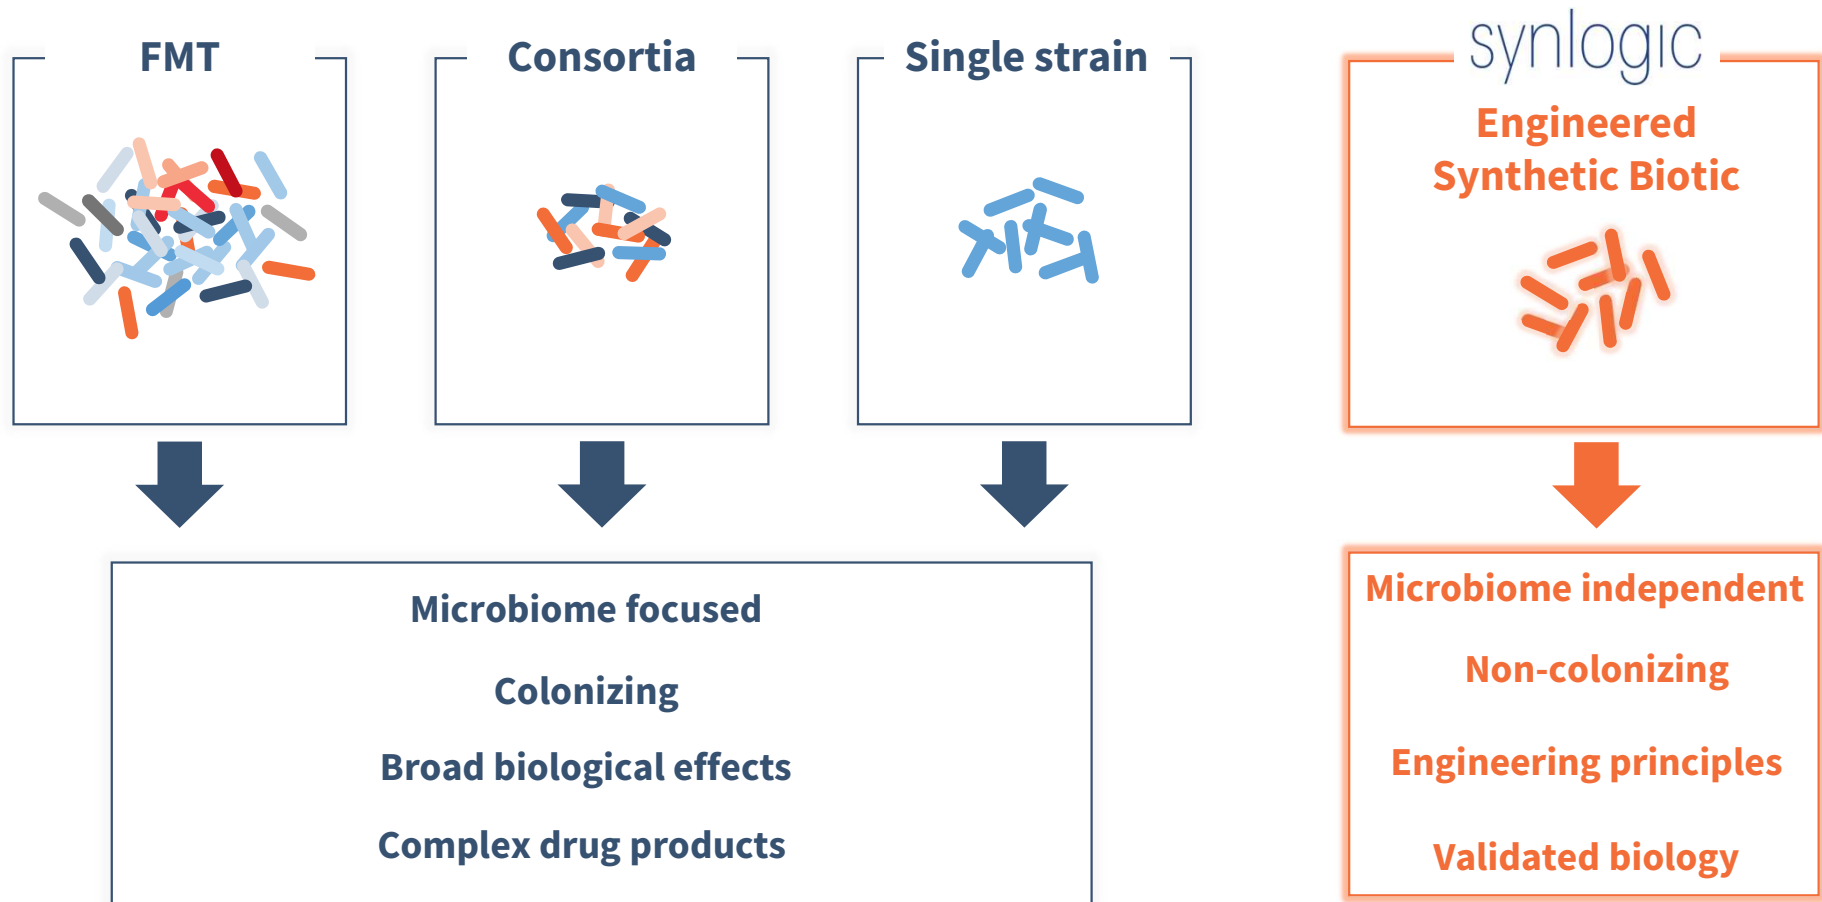 FMT
Consortia
Single strain
synlogic
Engineered
Synthetic Biotic
Microbiome focused
Colonizing
Broad biological effects
Complex drug products
Microbiome independent
Non-colonizing
Engineering principles
Validated biology